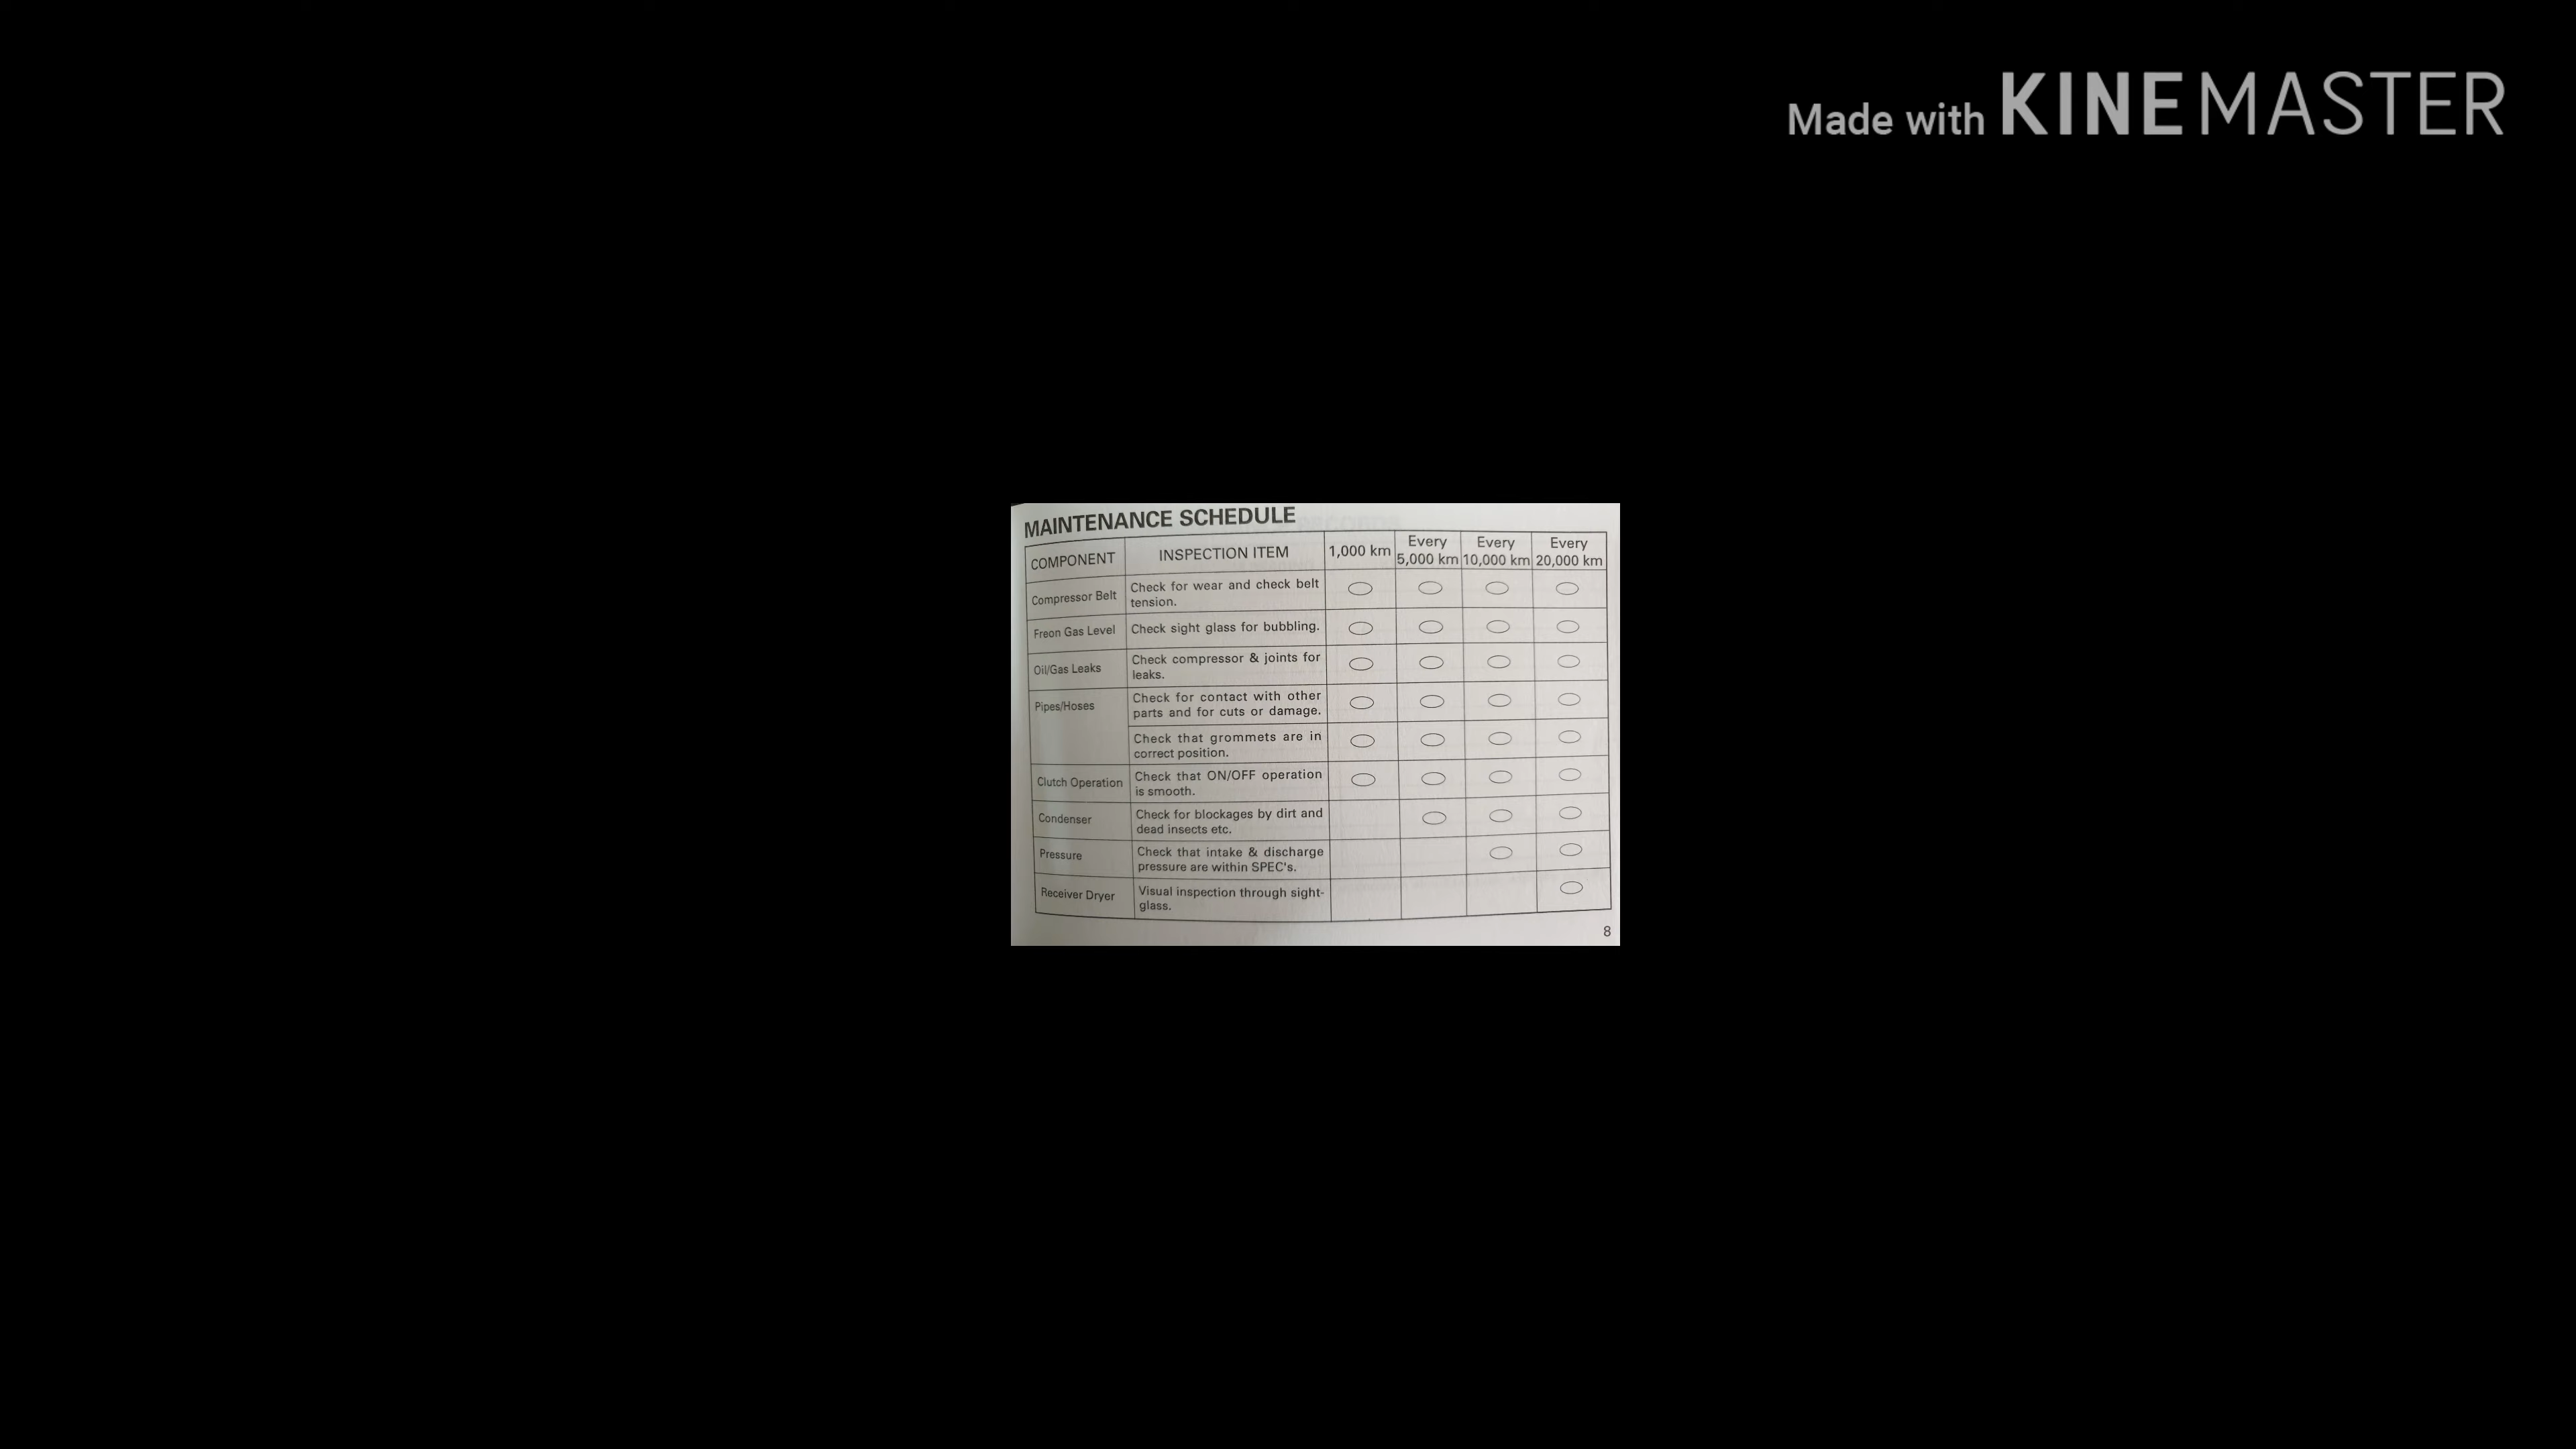 Made with KINEMASTER
MAINTENANCE SCHEDULE
COMPONENT INSPECTION ITEM 1,000 km Every 5,000 km Every 10,000 km Every 20,000 km
Compressor Belt Check for wear and check belt
tension.
Freon Gas Level Check sight glass for bubbling.
Oil/Gas Leaks Check compressor & joints for
leaks.
Pipes/Hoses Check for contact with other
parts and for cuts or damage.
Check that grommets are in
correct position.
Clutch Operation Check that ON/OFF operation
is smooth.
Condenser Check for blockages by dirt and
dead insects etc.
Pressure Check that intake & discharge
pressure are within SPEC's.
Receiver Dryer Visual inspection through sight-
glass.
8